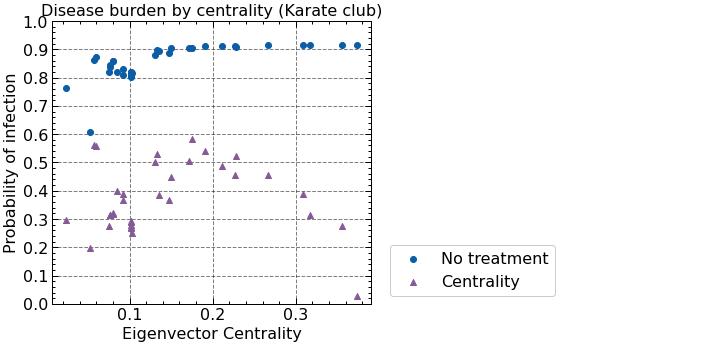 Disease burden by centrality (Karate club)
1.0
0.9
0.8
0.7
0.6
0.5
0.4
0.3
0.2
0.1
0.0
Probability of infection
0.1
0.2
0.3
Eigenvector Centrality
No treatment
Centrality